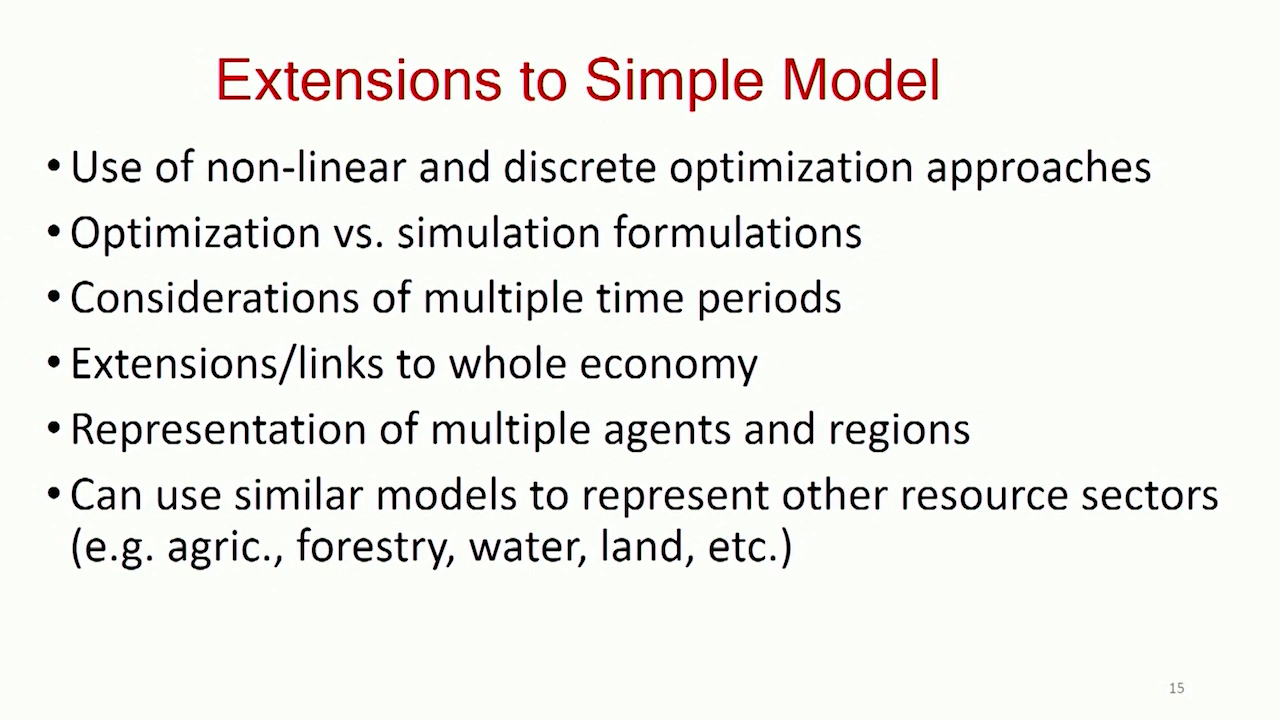 Extensions to Simple Model
• Use of non-linear and discrete optimization approaches
• Optimization vs. simulation formulations
• Considerations of multiple time periods
• Extensions/links to whole economy
• Representation of multiple agents and regions
• Can use similar models to represent other resource sectors
(e.g. agric., forestry, water, land, etc.)
15